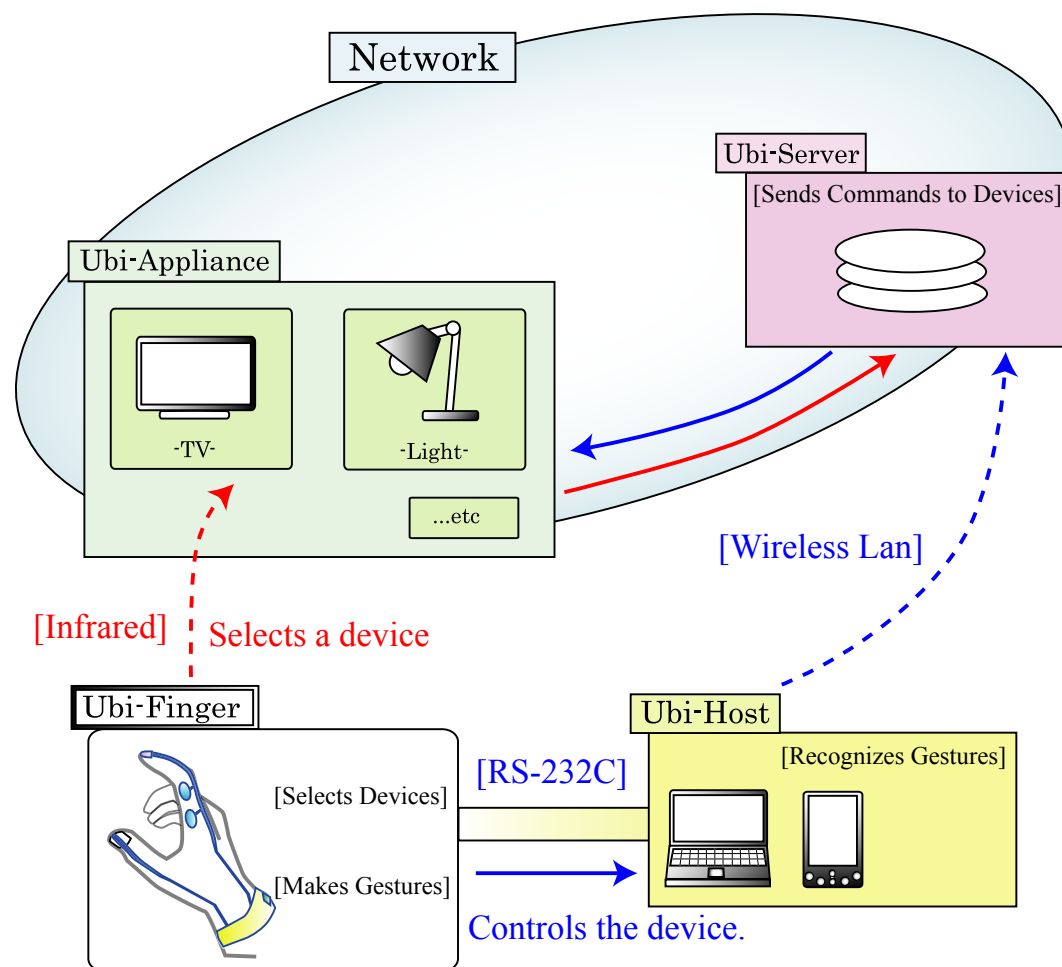 Network
Ubi-Server
[Sends Commands to Devices]
Ubi-Appliance
-TV-
-Light-
...etc
[Wireless Lan]
[Infrared]
Selects a device
Ubi-Finger
[Selects Devices]
[Makes Gestures]
[RS-232C]
Controls the device.
Ubi-Host
[Recognizes Gestures]